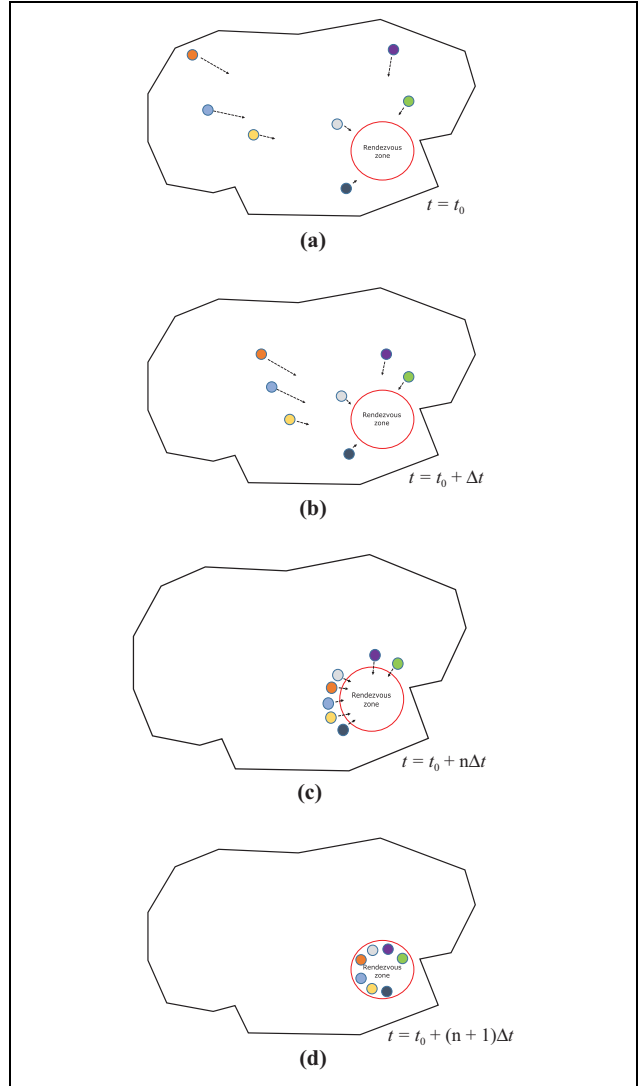 Rendezvous
zone
t = t₀
(a)
Rendezvous
zone
t = t₀ + Δt
(b)
Rendezvous
zone
t = t₀ + nΔt
(c)
Rendezvous
zone
t = t₀ + (n + 1)Δt
(d)